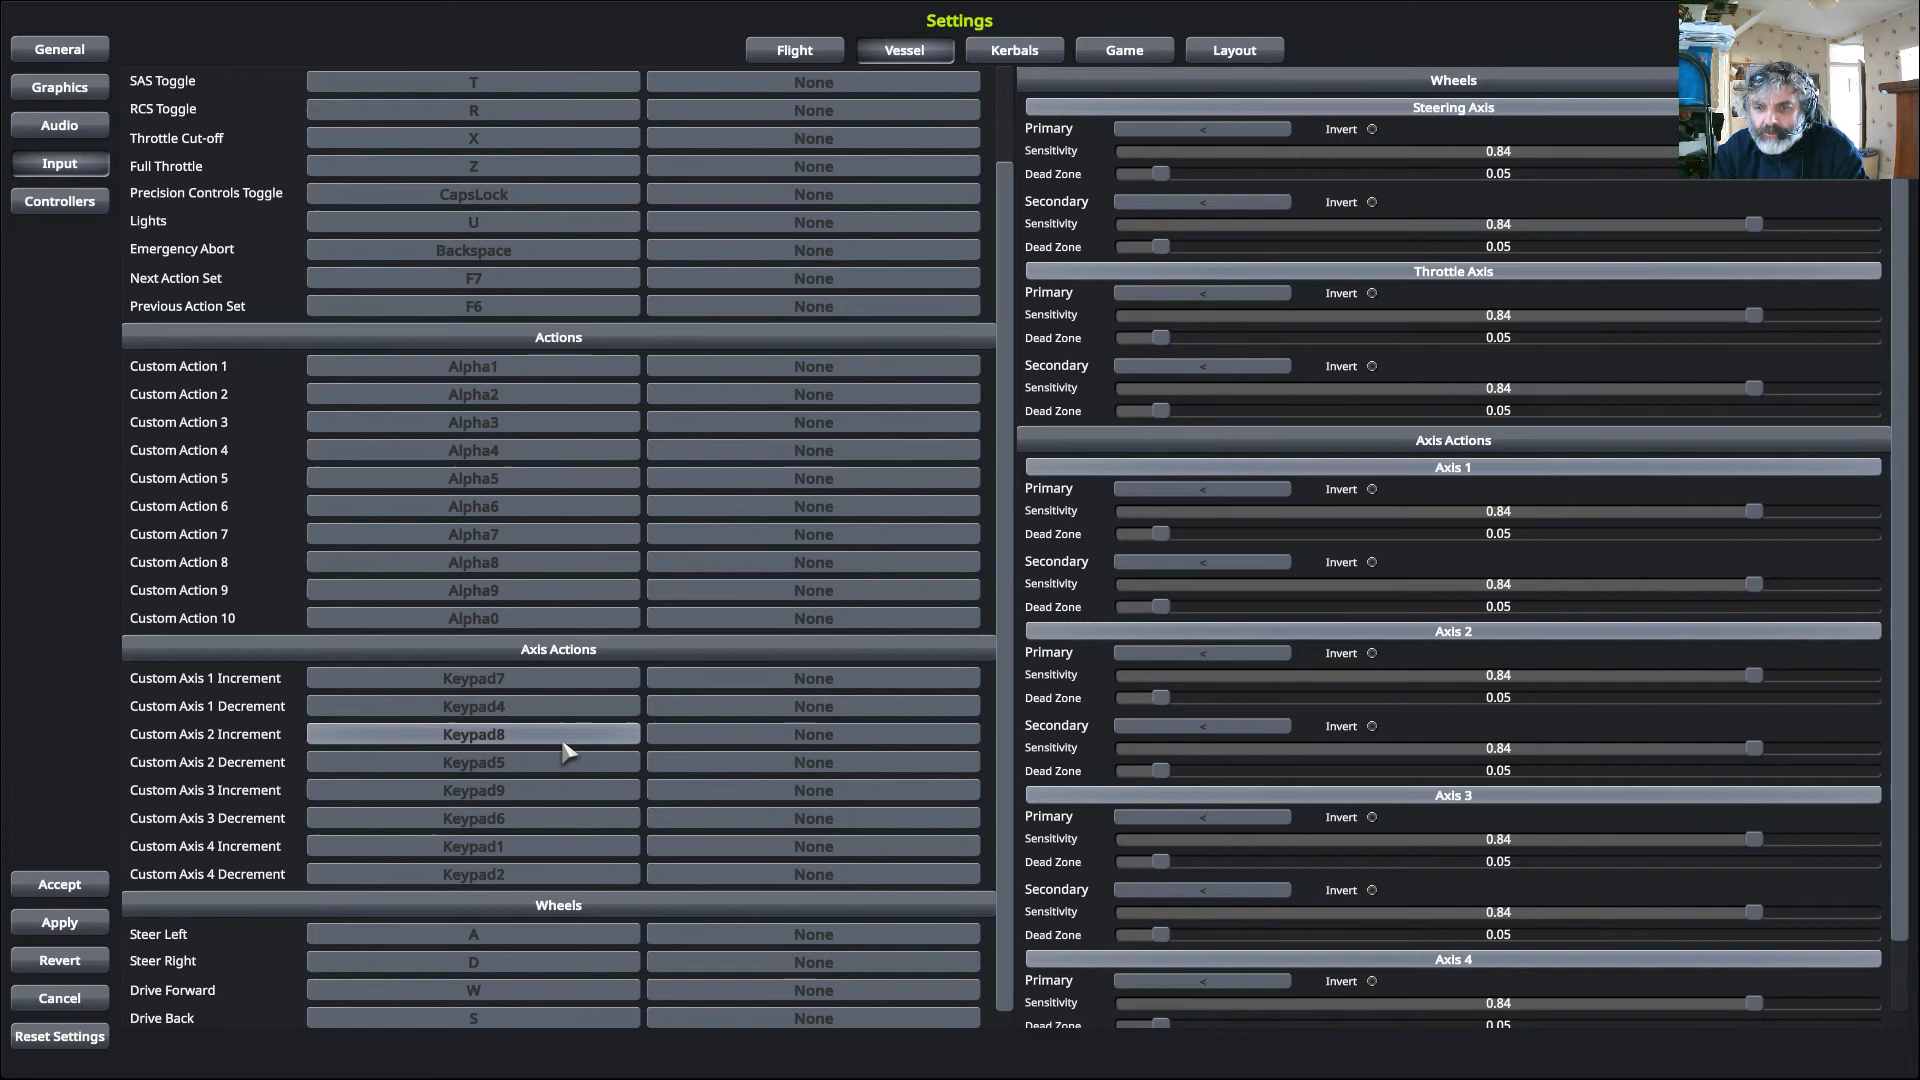 Settings
General
Graphics
Audio
Input
Controllers
Accept
Apply
Revert
Cancel
Reset Settings
Flight Vessel Kerbals Game Layout
SAS Toggle T None
RCS Toggle R None
Throttle Cut-off X None
Full Throttle Z None
Precision Controls Toggle CapsLock None
Lights U None
Emergency Abort Backspace None
Next Action Set F7 None
Previous Action Set F6 None
Actions
Custom Action 1 Alpha1 None
Custom Action 2 Alpha2 None
Custom Action 3 Alpha3 None
Custom Action 4 Alpha4 None
Custom Action 5 Alpha5 None
Custom Action 6 Alpha6 None
Custom Action 7 Alpha7 None
Custom Action 8 Alpha8 None
Custom Action 9 Alpha9 None
Custom Action 10 Alpha0 None
Axis Actions
Custom Axis 1 Increment Keypad7 None
Custom Axis 1 Decrement Keypad4 None
Custom Axis 2 Increment Keypad8 None
Custom Axis 2 Decrement Keypad5 None
Custom Axis 3 Increment Keypad9 None
Custom Axis 3 Decrement Keypad6 None
Custom Axis 4 Increment Keypad1 None
Custom Axis 4 Decrement Keypad2 None
Wheels
Steer Left A None
Steer Right D None
Drive Forward W None
Drive Back S None
Wheels
Steering Axis
Primary < Invert
Sensitivity 0.84
Dead Zone 0.05
Secondary < Invert
Sensitivity 0.84
Dead Zone 0.05
Throttle Axis
Primary < Invert
Sensitivity 0.84
Dead Zone 0.05
Secondary < Invert
Sensitivity 0.84
Dead Zone 0.05
Axis Actions
Axis 1
Primary < Invert
Sensitivity 0.84
Dead Zone 0.05
Secondary < Invert
Sensitivity 0.84
Dead Zone 0.05
Axis 2
Primary < Invert
Sensitivity 0.84
Dead Zone 0.05
Secondary < Invert
Sensitivity 0.84
Dead Zone 0.05
Axis 3
Primary < Invert
Sensitivity 0.84
Dead Zone 0.05
Secondary < Invert
Sensitivity 0.84
Dead Zone 0.05
Axis 4
Primary < Invert
Sensitivity 0.84
Dead Zone 0.05